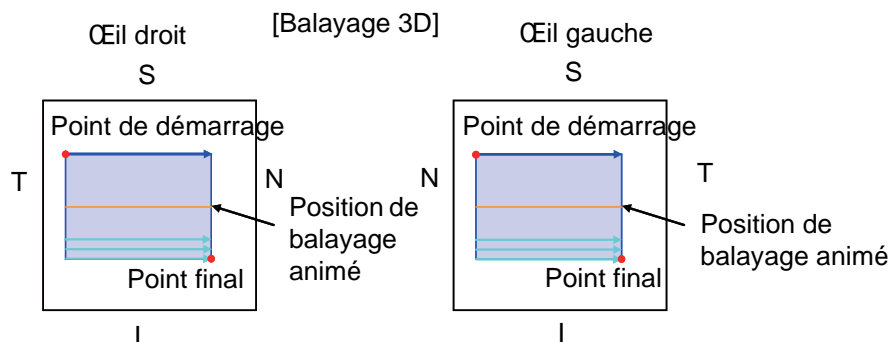 [Balayage 3D]
Œil droit
S
Point de démarrage
T
N
Position de
balayage
animé
Point final
I
Œil gauche
S
Point de démarrage
N
T
Position de
balayage animé
Point final
I